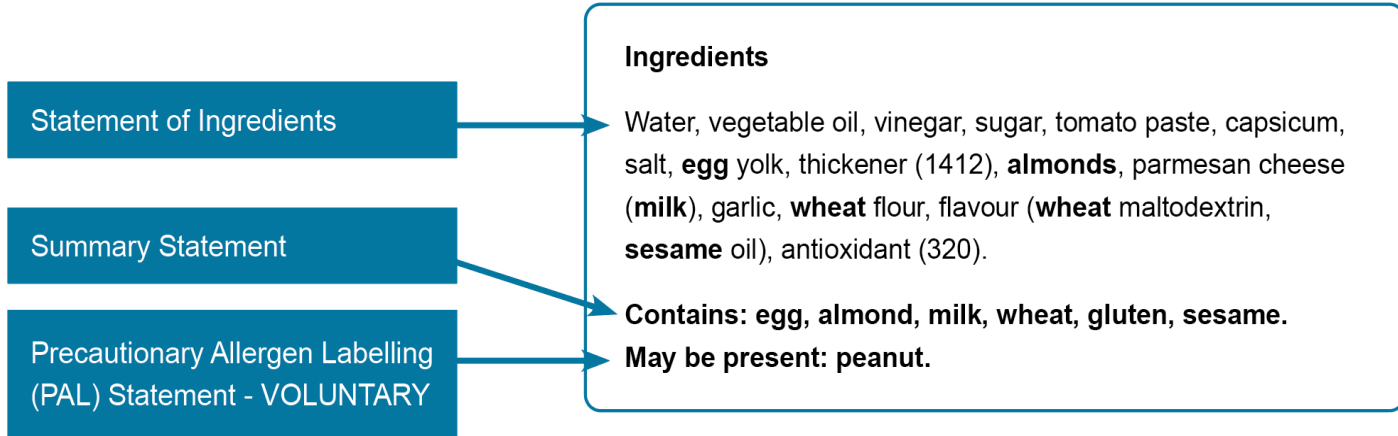 Statement of Ingredients
Summary Statement
Precautionary Allergen Labelling
(PAL) Statement - VOLUNTARY
Ingredients
Water, vegetable oil, vinegar, sugar, tomato paste, capsicum,
salt, egg yolk, thickener (1412), almonds, parmesan cheese
(milk), garlic, wheat flour, flavour (wheat maltodextrin,
sesame oil), antioxidant (320).
Contains: egg, almond, milk, wheat, gluten, sesame.
May be present: peanut.